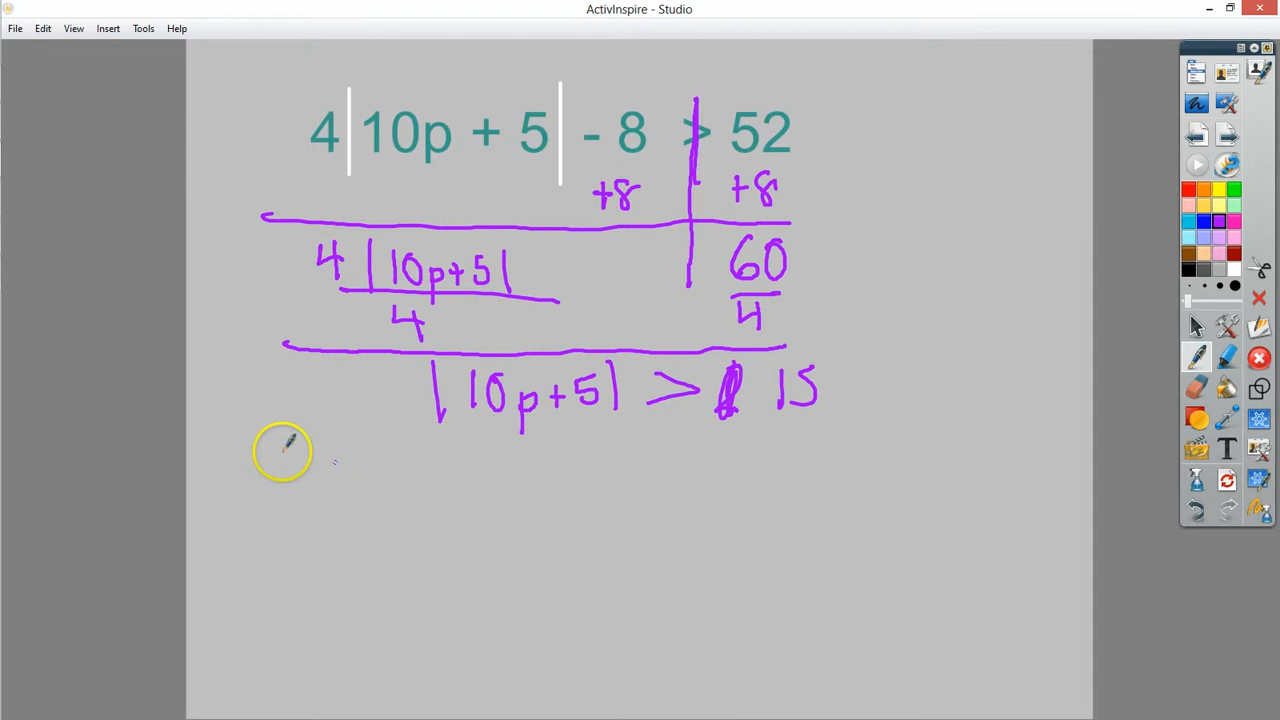 ActivInspire - Studio
File Edit View Insert Tools Help
4|10p + 5| - 8 > 52
+8 +8
4|10p+5| 60
4 4
|10p+5| > 15